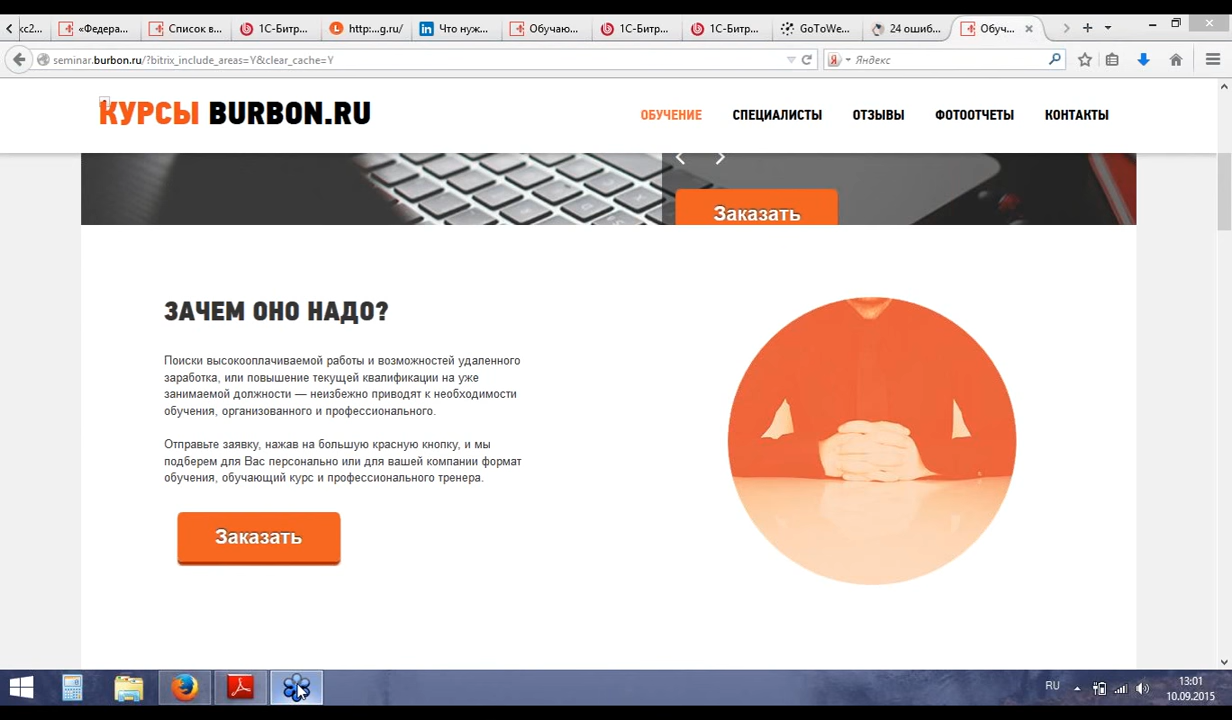 кс2...
«Федера...
Список в...
1С-Битр...
http:...g.ru/
Что нуж...
Обучаю...
1С-Битр...
1С-Битр...
GoToWe...
24 ошиб...
Обуч...
seminar.burbon.ru/?bitrix_include_areas=Y&clear_cache=Y
Яндекс
КУРСЫ BURBON.RU
ОБУЧЕНИЕ
СПЕЦИАЛИСТЫ
ОТЗЫВЫ
ФОТООТЧЕТЫ
КОНТАКТЫ
Заказать
ЗАЧЕМ ОНО НАДО?
Поиски высокооплачиваемой работы и возможностей удаленного
заработка, или повышение текущей квалификации на уже
занимаемой должности — неизбежно приводят к необходимости
обучения, организованного и профессионального.
Отправьте заявку, нажав на большую красную кнопку, и мы
подберем для Вас персонально или для вашей компании формат
обучения, обучающий курс и профессионального тренера.
Заказать
RU
13:01
10.09.2015